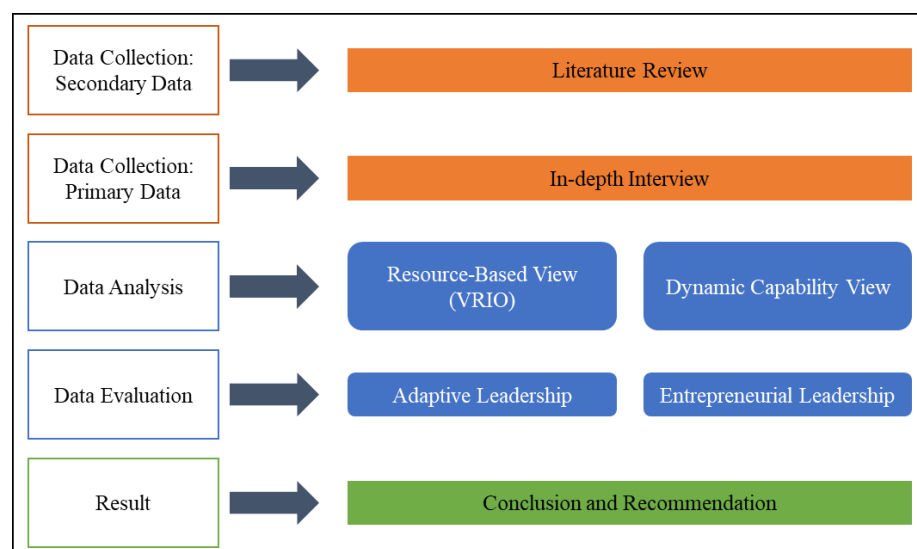 Data Collection:
Secondary Data
Literature Review
Data Collection:
Primary Data
In-depth Interview
Data Analysis
Resource-Based View
(VRIO)
Dynamic Capability View
Data Evaluation
Adaptive Leadership
Entrepreneurial Leadership
Result
Conclusion and Recommendation